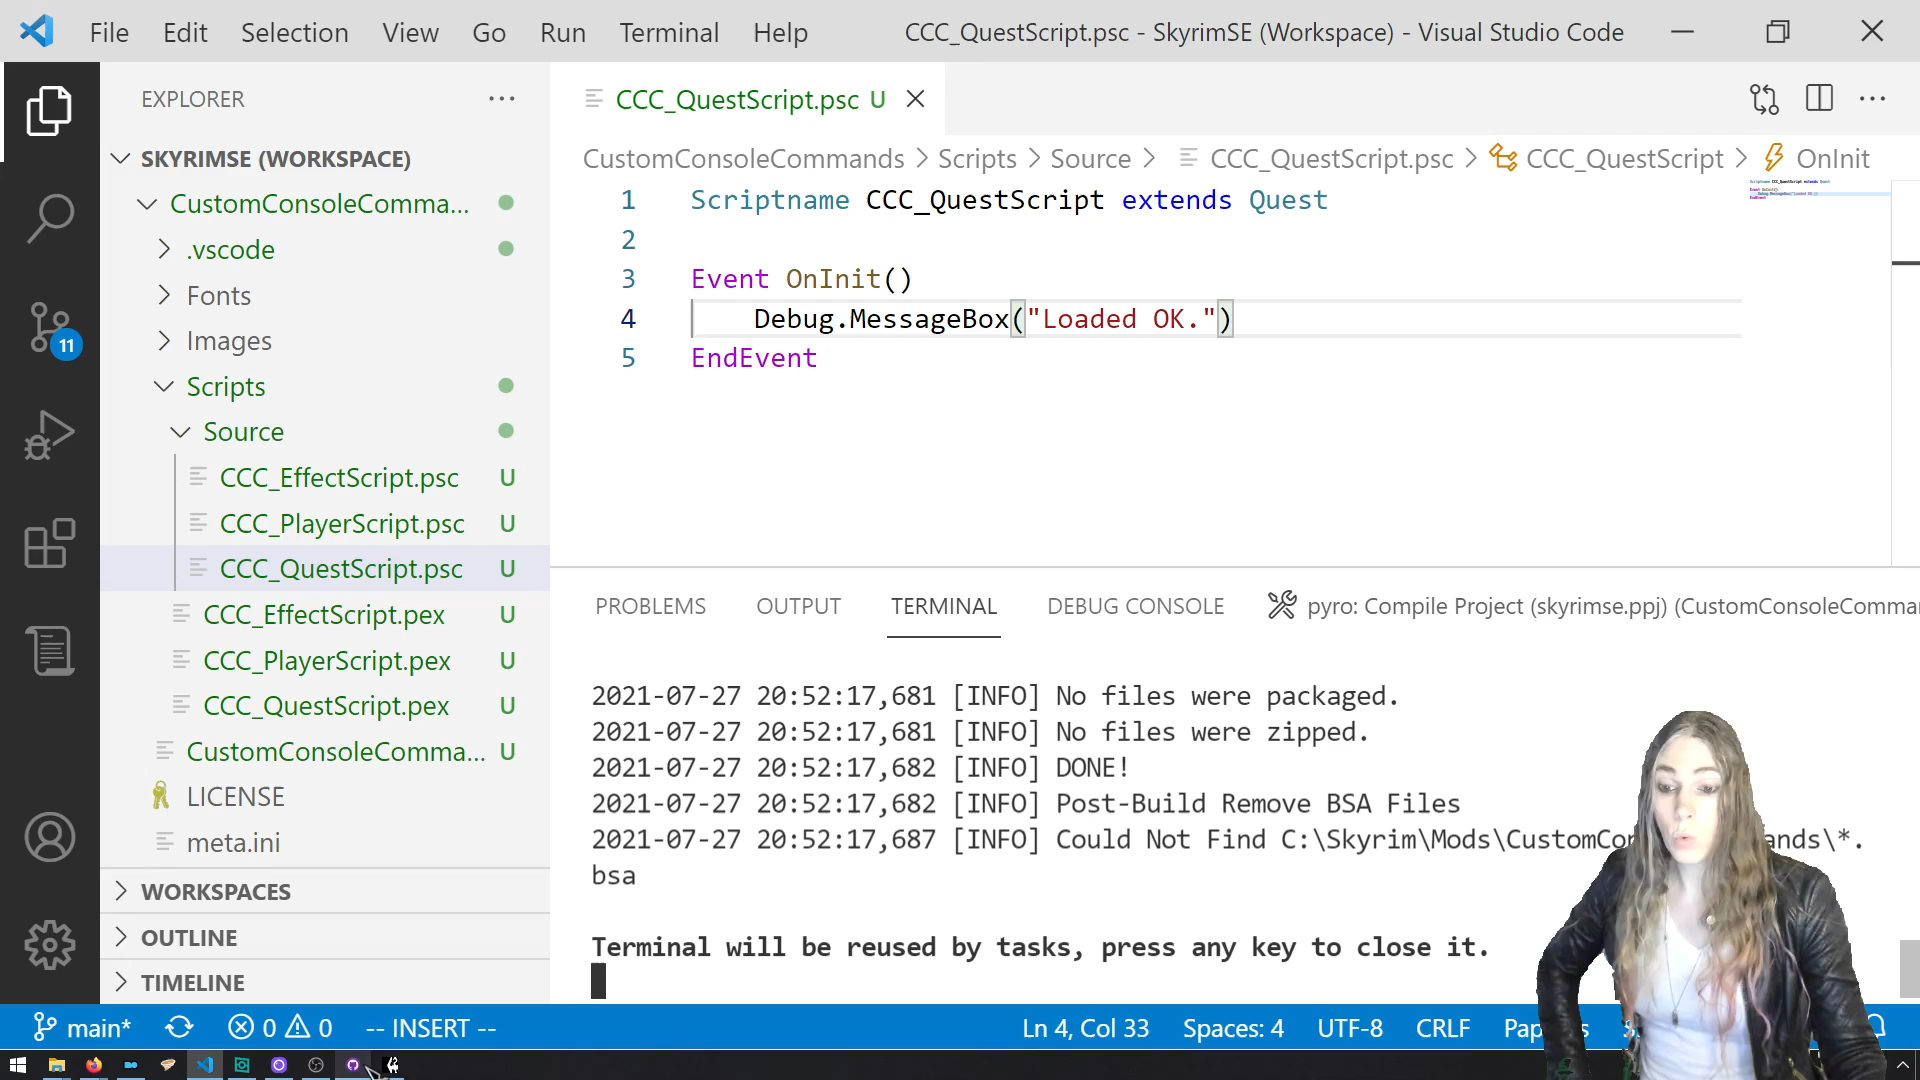 File Edit Selection View Go Run Terminal Help CCC_QuestScript.psc - SkyrimSE (Workspace) - Visual Studio Code
EXPLORER
SKYRIMSE (WORKSPACE)
CustomConsoleComma...
.vscode
Fonts
Images
Scripts
Source
CCC_EffectScript.psc U
CCC_PlayerScript.psc U
CCC_QuestScript.psc U
CCC_EffectScript.pex U
CCC_PlayerScript.pex U
CCC_QuestScript.pex U
CustomConsoleComma... U
LICENSE
meta.ini
WORKSPACES
OUTLINE
TIMELINE
11
CCC_QuestScript.psc U
CustomConsoleCommands > Scripts > Source > CCC_QuestScript.psc > CCC_QuestScript > OnInit
1 Scriptname CCC_QuestScript extends Quest
2
3 Event OnInit()
4 Debug.MessageBox("Loaded OK.")
5 EndEvent
PROBLEMS OUTPUT TERMINAL DEBUG CONSOLE pyro: Compile Project (skyrimse.ppj) (CustomConsoleComma
2021-07-27 20:52:17,681 [INFO] No files were packaged.
2021-07-27 20:52:17,681 [INFO] No files were zipped.
2021-07-27 20:52:17,682 [INFO] DONE!
2021-07-27 20:52:17,682 [INFO] Post-Build Remove BSA Files
2021-07-27 20:52:17,687 [INFO] Could Not Find C:\Skyrim\Mods\CustomCo ands\*.
bsa
Terminal will be reused by tasks, press any key to close it.
main* 0 0 -- INSERT -- Ln 4, Col 33 Spaces: 4 UTF-8 CRLF Pap s